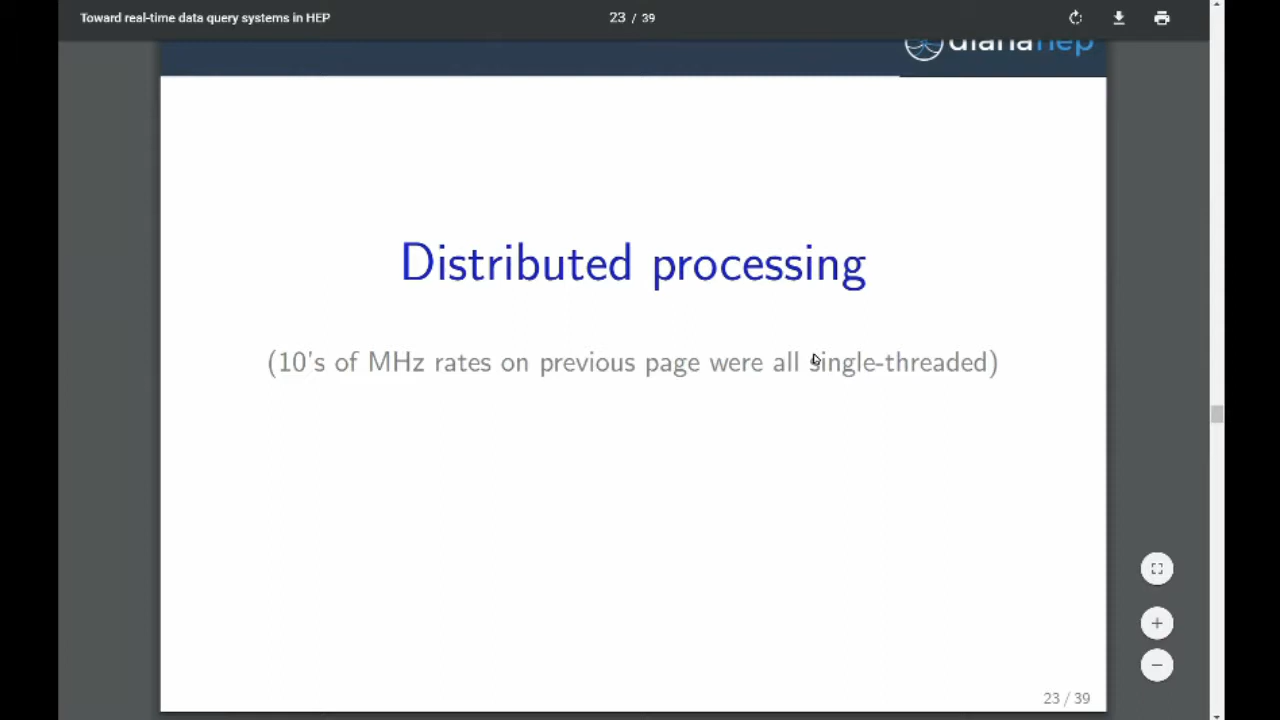 Toward real-time data query systems in HEP
23 / 39
dianahep
Distributed processing
(10's of MHz rates on previous page were all single-threaded)
23 / 39